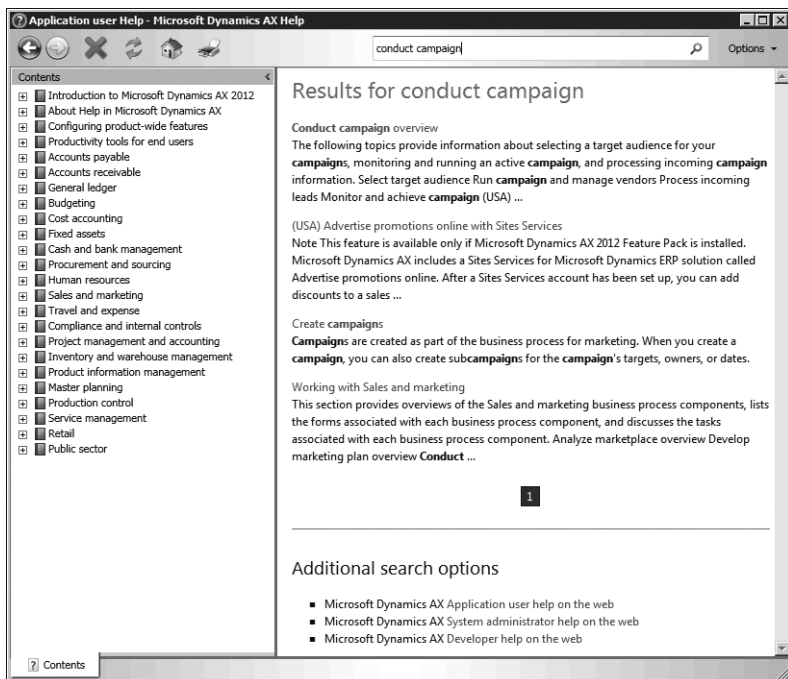 Application user Help - Microsoft Dynamics AX Help
conduct campaign
Options
Contents
Introduction to Microsoft Dynamics AX 2012
About Help in Microsoft Dynamics AX
Configuring product-wide features
Productivity tools for end users
Accounts payable
Accounts receivable
General ledger
Budgeting
Cost accounting
Fixed assets
Cash and bank management
Procurement and sourcing
Human resources
Sales and marketing
Travel and expense
Compliance and internal controls
Project management and accounting
Inventory and warehouse management
Product information management
Master planning
Production control
Service management
Retail
Public sector
Contents
Results for conduct campaign
Conduct campaign overview
The following topics provide information about selecting a target audience for your
campaigns, monitoring and running an active campaign, and processing incoming campaign
information. Select target audience Run campaign and manage vendors Process incoming
leads Monitor and achieve campaign (USA) ...
(USA) Advertise promotions online with Sites Services
Note This feature is available only if Microsoft Dynamics AX 2012 Feature Pack is installed.
Microsoft Dynamics AX includes a Sites Services for Microsoft Dynamics ERP solution called
Advertise promotions online. After a Sites Services account has been set up, you can add
discounts to a sales ...
Create campaigns
Campaigns are created as part of the business process for marketing. When you create a
campaign, you can also create subcampaigns for the campaign's targets, owners, or dates.
Working with Sales and marketing
This section provides overviews of the Sales and marketing business process components, lists
the forms associated with each business process component, and discusses the tasks
associated with each business process component. Analyze marketplace overview Develop
marketing plan overview Conduct ...
1
Additional search options
Microsoft Dynamics AX Application user help on the web
Microsoft Dynamics AX System administrator help on the web
Microsoft Dynamics AX Developer help on the web